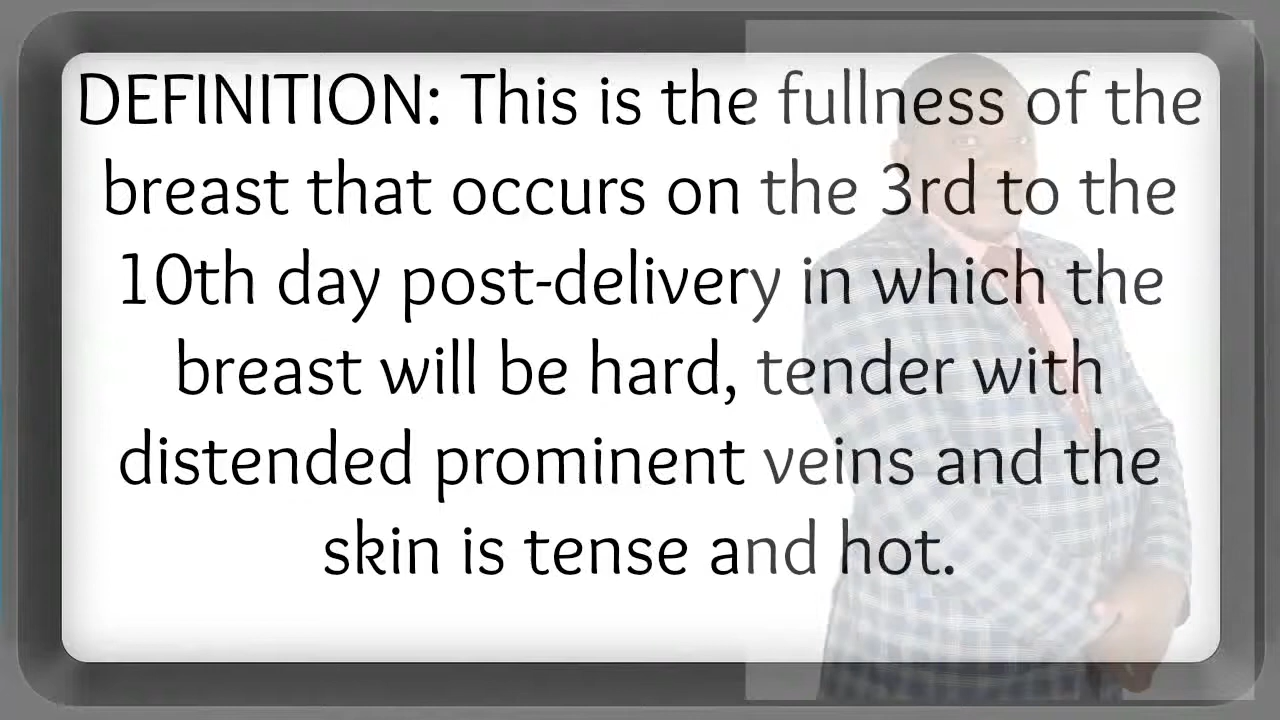 DEFINITION: This is the fullness of the
breast that occurs on the 3rd to the
10th day post-delivery in which the
breast will be hard, tender with
distended prominent veins and the
skin is tense and hot.